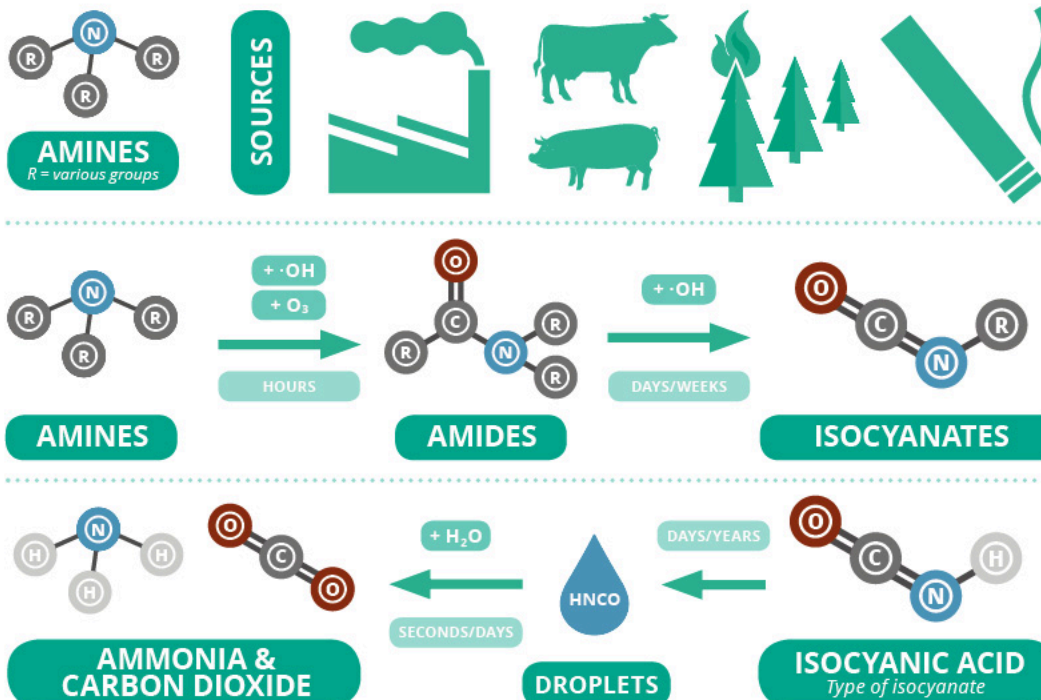 N
R
R
R
AMINES
R = various groups
SOURCES
N
R
R
R
AMINES
+ ·OH
+ O₃
HOURS
O
C
R
N
R
R
AMIDES
+ ·OH
DAYS/WEEKS
O
C
N
R
ISOCYANATES
N
H
H
H
O
C
O
AMMONIA &
CARBON DIOXIDE
+ H₂O
SECONDS/DAYS
HNCO
DROPLETS
DAYS/YEARS
O
C
N
H
ISOCYANIC ACID
Type of isocyanate